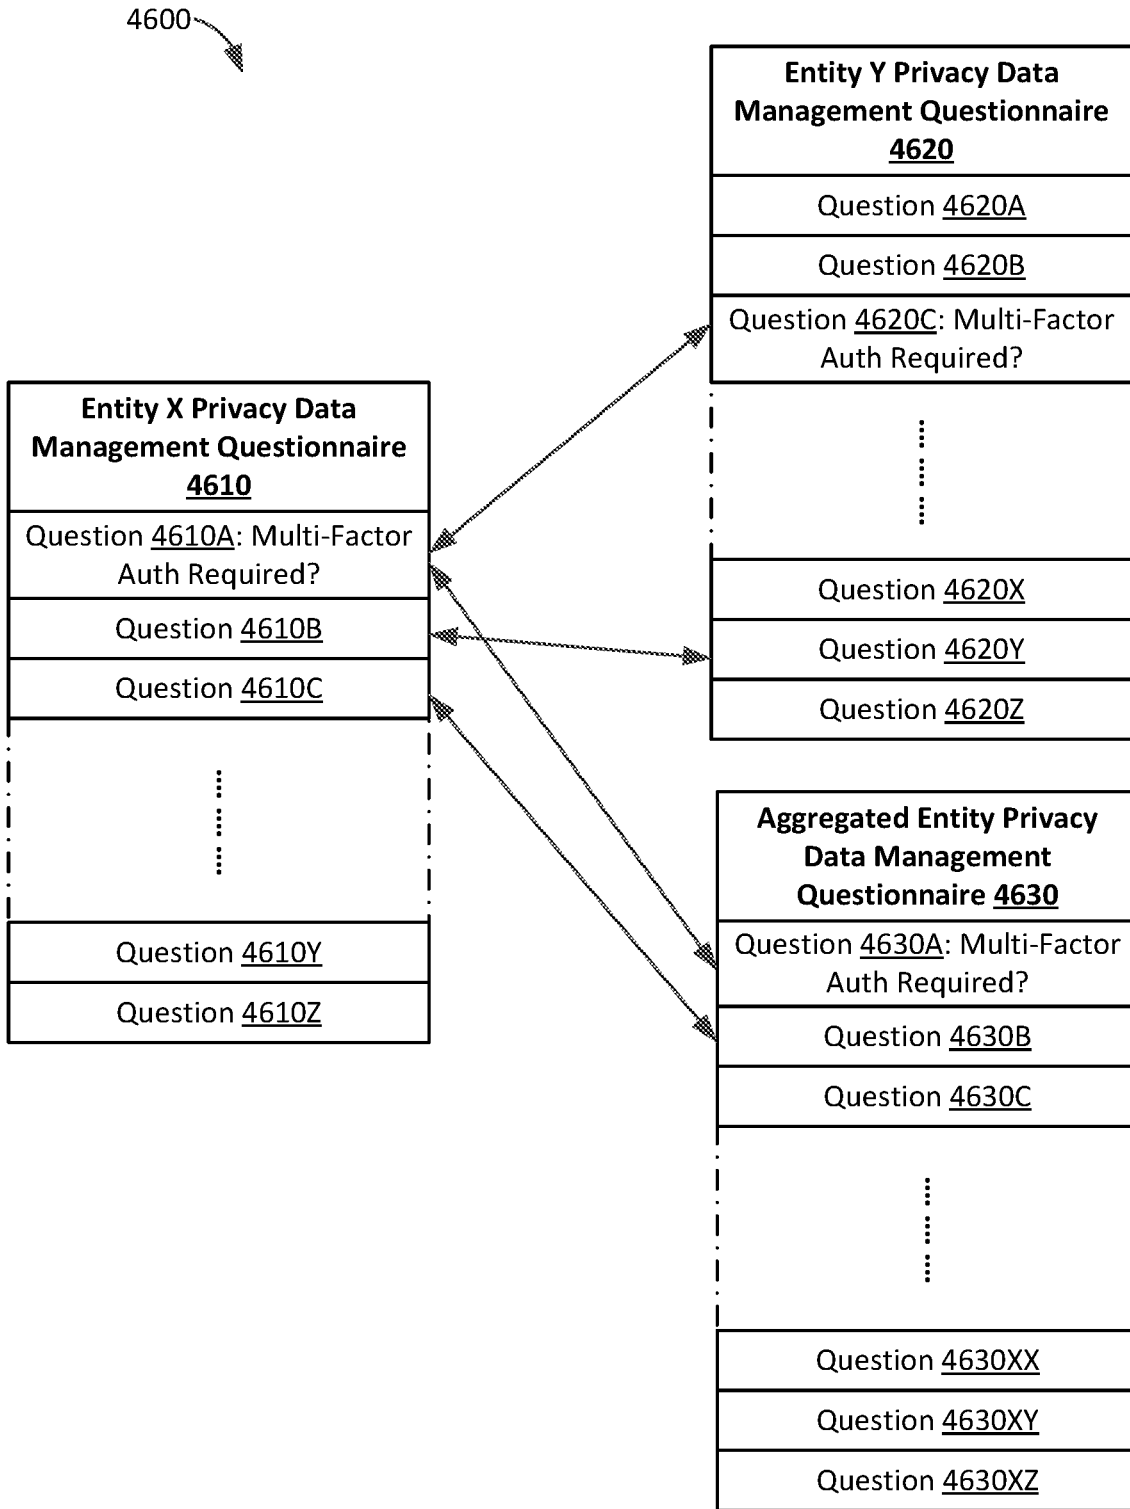 4600
Entity Y Privacy Data
Management Questionnaire
4620
Question 4620A
Question 4620B
Question 4620C: Multi-Factor
Auth Required?
Question 4620X
Question 4620Y
Question 4620Z
Entity X Privacy Data
Management Questionnaire
4610
Question 4610A: Multi-Factor
Auth Required?
Question 4610B
Question 4610C
Question 4610Y
Question 4610Z
Aggregated Entity Privacy
Data Management
Questionnaire 4630
Question 4630A: Multi-Factor
Auth Required?
Question 4630B
Question 4630C
Question 4630XX
Question 4630XY
Question 4630XZ